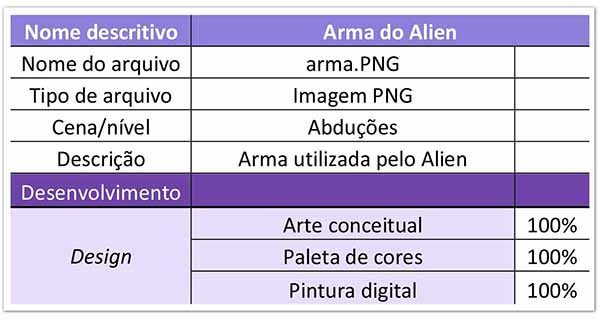 Nome descritivo Arma do Alien
Nome do arquivo arma.PNG
Tipo de arquivo Imagem PNG
Cena/nível Abduções
Descrição Arma utilizada pelo Alien
Desenvolvimento
Arte conceitual 100%
Design Paleta de cores 100%
Pintura digital 100%